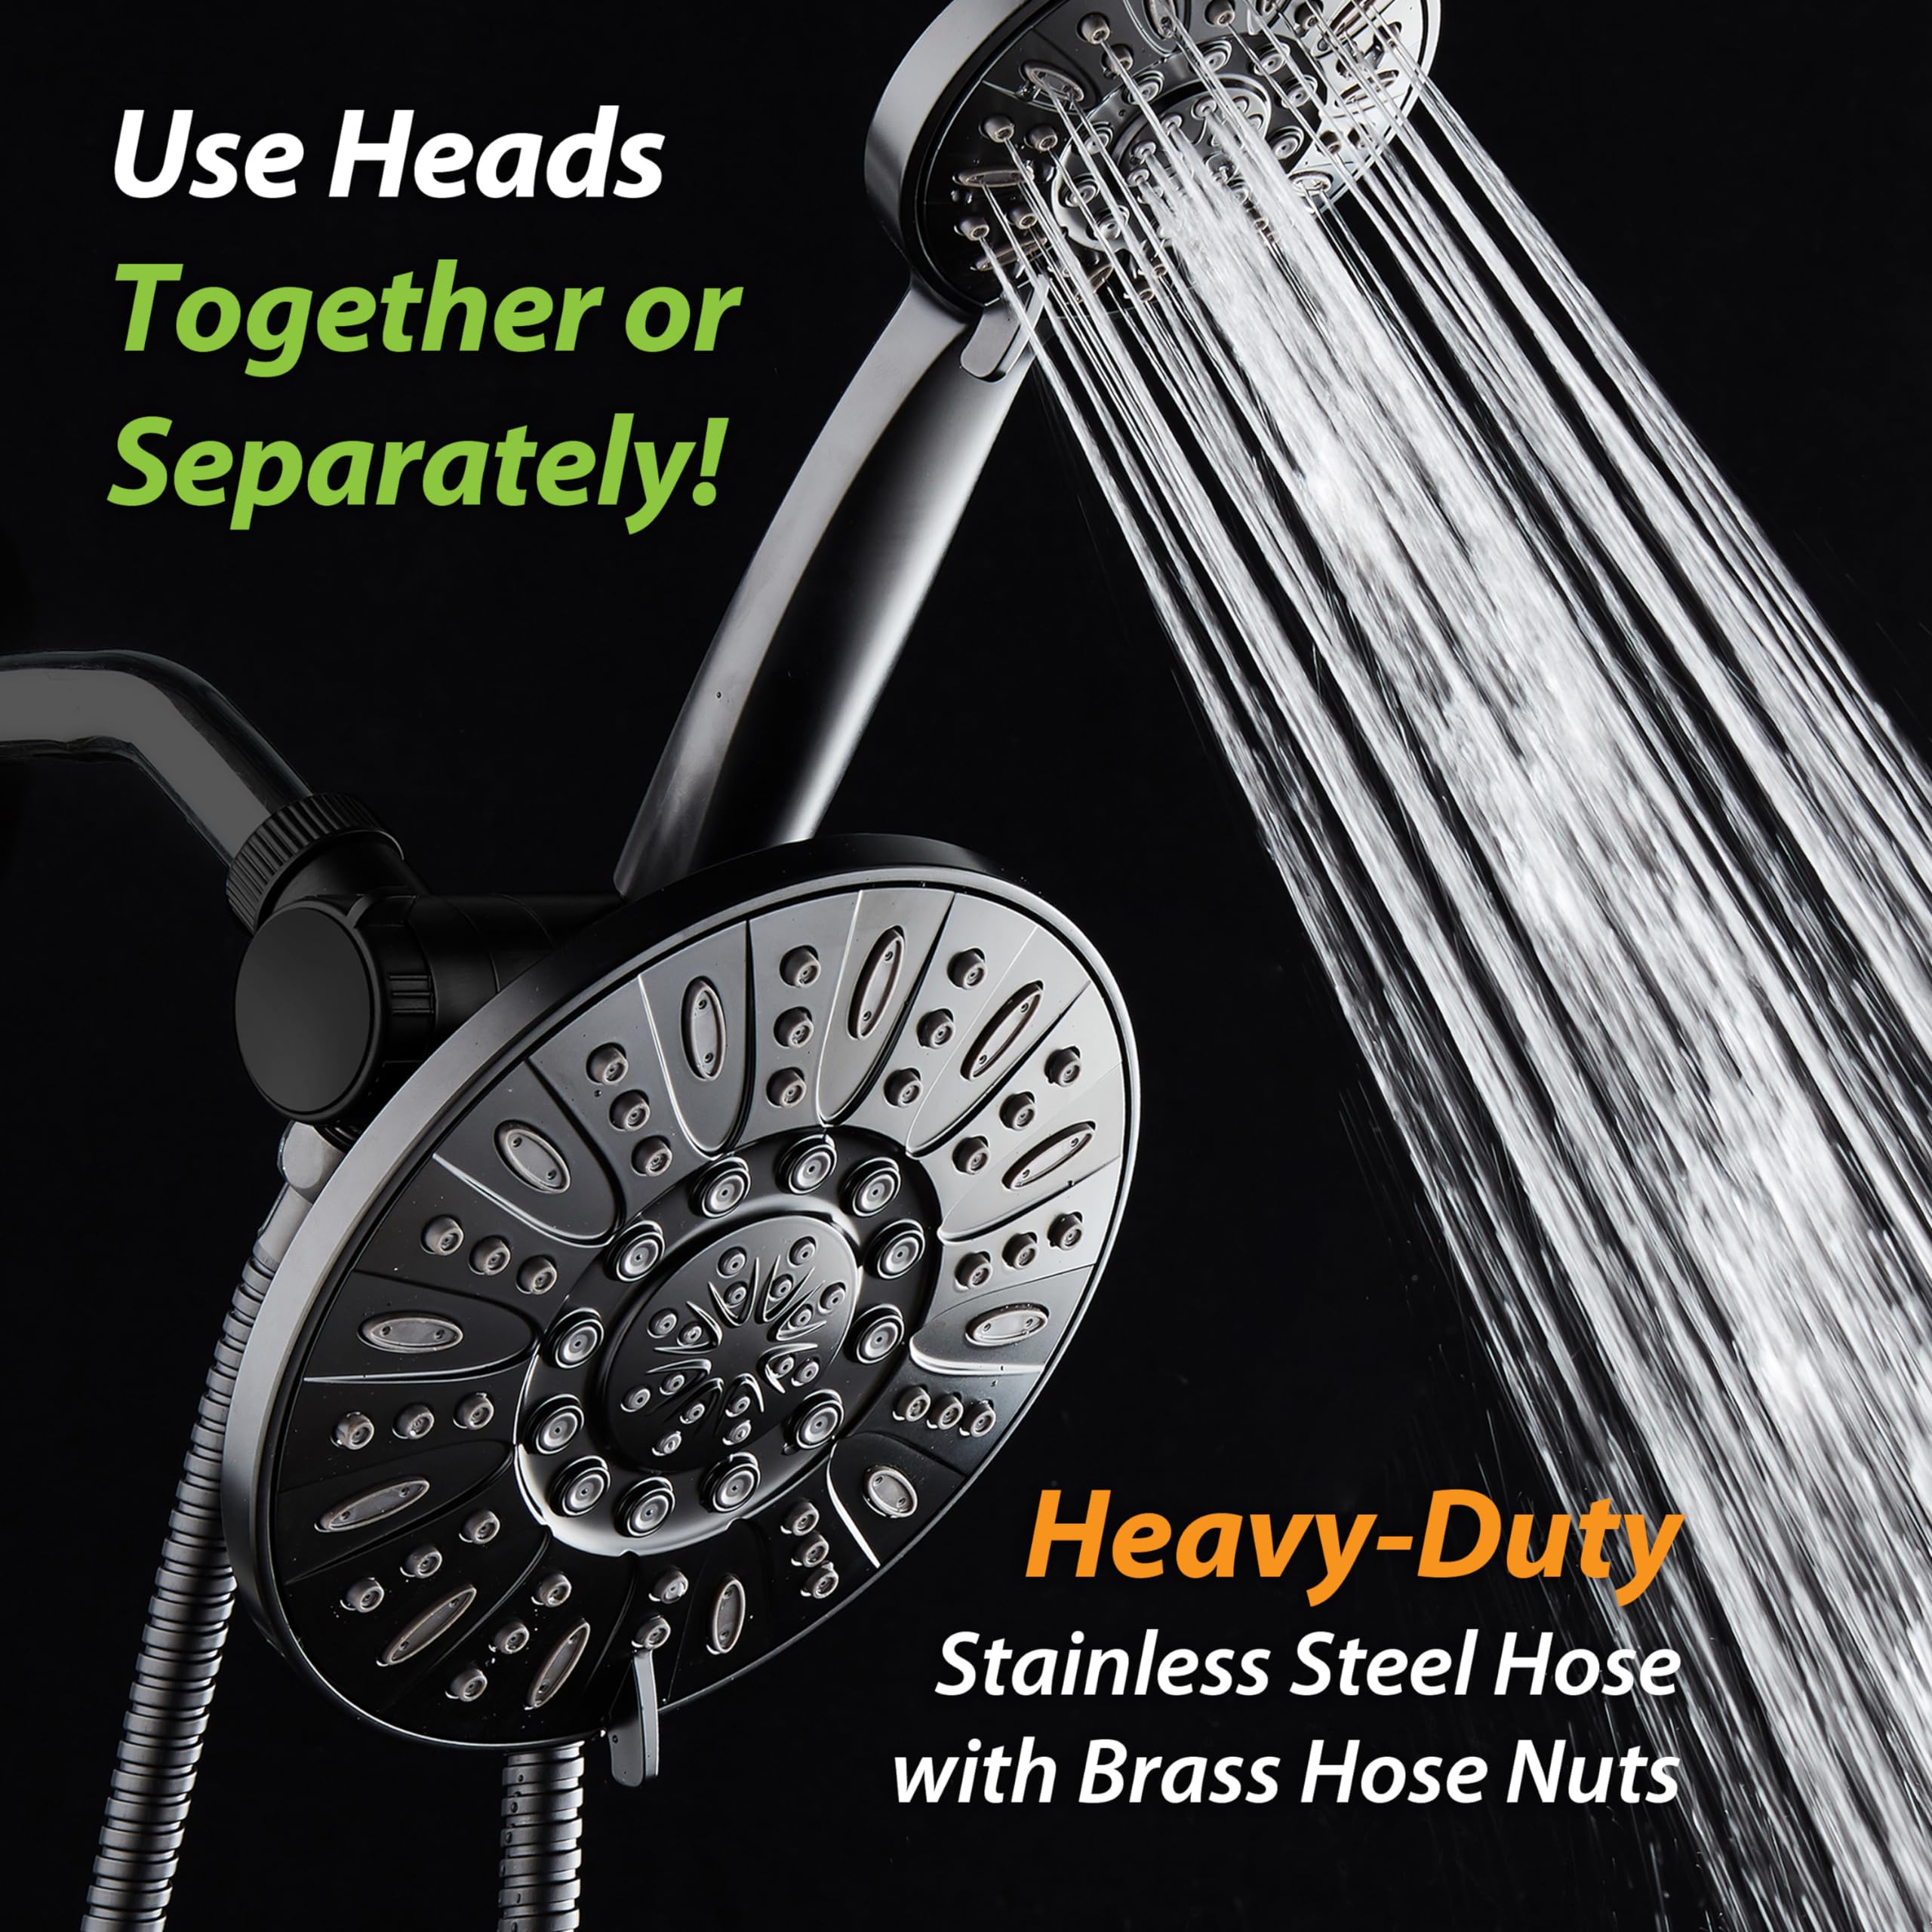 Use Heads
Together or
Separately!
Heavy-Duty
Stainless Steel Hose
with Brass Hose Nuts